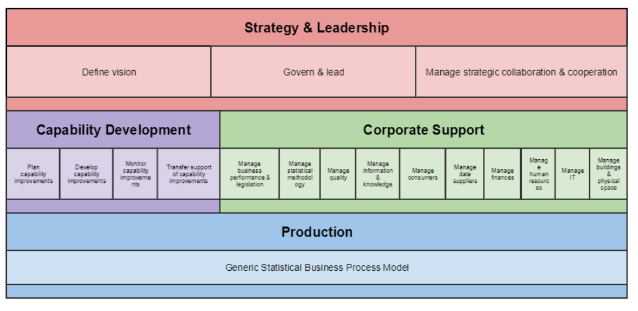 Strategy & Leadership
Define vision
Govern & lead
Manage strategic collaboration & cooperation
Capability Development
Corporate Support
Plan
capability
improvements
Develop
capability
improvements
Monitor
capability
improveme
nts
Transfer support
of capability
improvements
Manage
business
performance &
legislation
Manage
statistical
methodol
ogy
Manage
quality
Manage
information
&
knowledge
Manage
consumers
Manage
data
suppliers
Manage
finances
Manag
e
human
resourc
es
Manage
IT
Manage
buildings
&
physical
space
Production
Generic Statistical Business Process Model